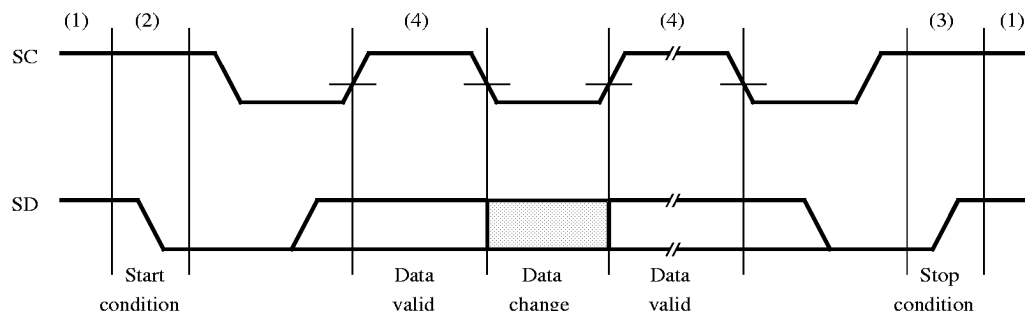 (1) (2) (4) (4) (3) (1)
SC
SD
Start Data Data Data Stop
condition valid change valid condition